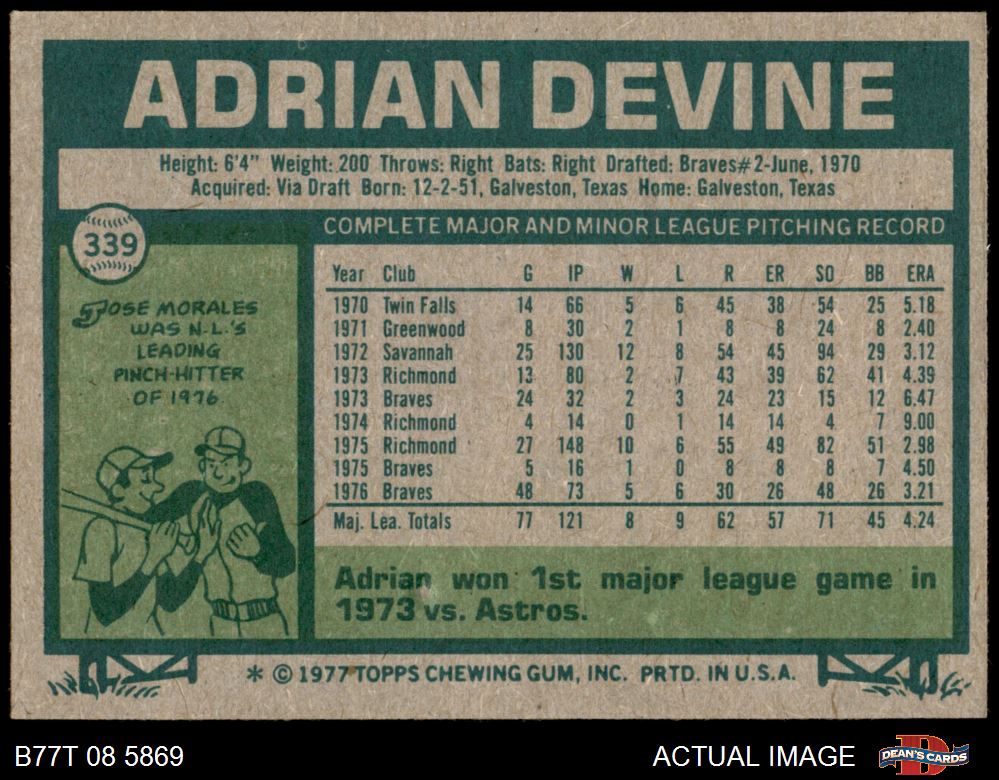 ADRIAN DEVINE
Height: 6'4" Weight: 200 Throws: Right Bats: Right Drafted: Braves#2-June, 1970
Acquired: Via Draft Born: 12-2-51, Galveston, Texas Home: Galveston, Texas
339
COMPLETE MAJOR AND MINOR LEAGUE PITCHING RECORD
JOSE MORALES
WAS N.L.'S
LEADING
PINCH-HITTER
OF 1976.
Year Club G IP W L R ER SO BB ERA
1970 Twin Falls 14 66 5 6 45 38 54 25 5.18
1971 Greenwood 8 30 2 1 8 8 24 8 2.40
1972 Savannah 25 130 12 8 54 45 94 29 3.12
1973 Richmond 13 80 2 7 43 39 62 41 4.39
1973 Braves 24 32 2 3 24 23 15 12 6.47
1974 Richmond 4 14 0 1 14 14 4 7 9.00
1975 Richmond 27 148 10 6 55 49 82 51 2.98
1975 Braves 5 16 1 0 8 8 8 7 4.50
1976 Braves 48 73 5 6 30 26 48 26 3.21
Maj. Lea. Totals 77 121 8 9 62 57 71 45 4.24
Adrian won 1st major league game in
1973 vs. Astros.
* © 1977 TOPPS CHEWING GUM, INC. PRTD. IN U.S.A.
B77T 08 5869
ACTUAL IMAGE
DEAN'S CARDS